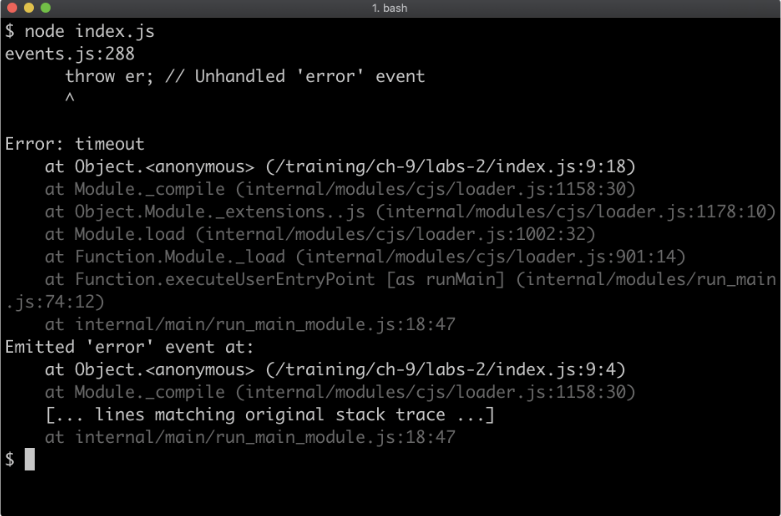 1. bash
$ node index.js
events.js:288
      throw er; // Unhandled 'error' event
      ^

Error: timeout
    at Object.<anonymous> (/training/ch-9/labs-2/index.js:9:18)
    at Module._compile (internal/modules/cjs/loader.js:1158:30)
    at Object.Module._extensions..js (internal/modules/cjs/loader.js:1178:10)
    at Module.load (internal/modules/cjs/loader.js:1002:32)
    at Function.Module._load (internal/modules/cjs/loader.js:901:14)
    at Function.executeUserEntryPoint [as runMain] (internal/modules/run_main
.js:74:12)
    at internal/main/run_main_module.js:18:47
Emitted 'error' event at:
    at Object.<anonymous> (/training/ch-9/labs-2/index.js:9:4)
    at Module._compile (internal/modules/cjs/loader.js:1158:30)
    [... lines matching original stack trace ...]
    at internal/main/run_main_module.js:18:47
$